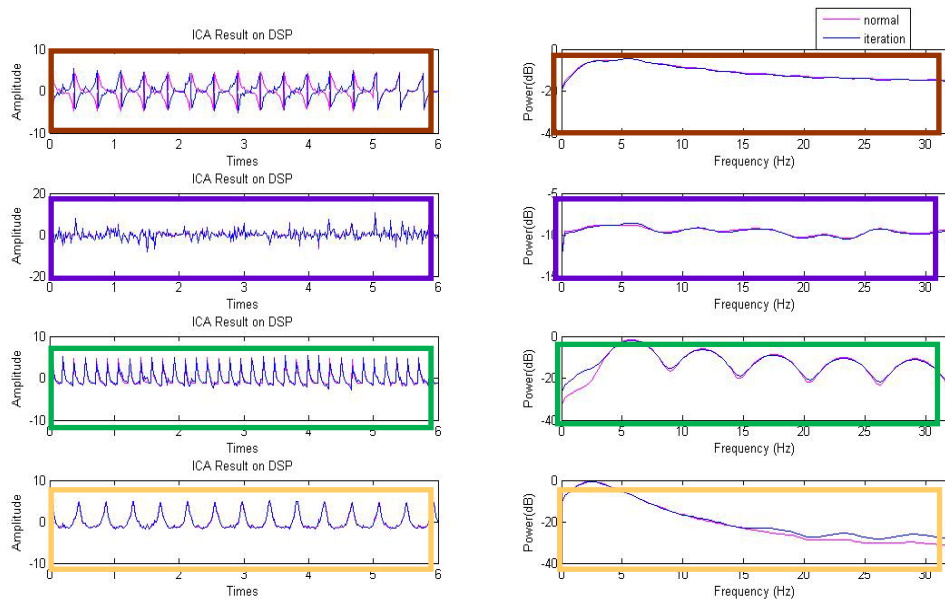 normal
iteration
ICA Result on DSP
10
0
-10
Amplitude
0 1 2 3 4 5 6
Times
0
-20
-40
Power(dB)
0 5 10 15 20 25 30
Frequency (Hz)
ICA Result on DSP
20
0
-20
Amplitude
0 1 2 3 4 5 6
Times
-5
-10
-15
Power(dB)
0 5 10 15 20 25 30
Frequency (Hz)
ICA Result on DSP
10
0
-10
Amplitude
0 1 2 3 4 5 6
Times
0
-20
-40
Power(dB)
0 5 10 15 20 25 30
Frequency (Hz)
ICA Result on DSP
10
0
-10
Amplitude
0 1 2 3 4 5 6
Times
0
-20
-40
Power(dB)
0 5 10 15 20 25 30
Frequency (Hz)